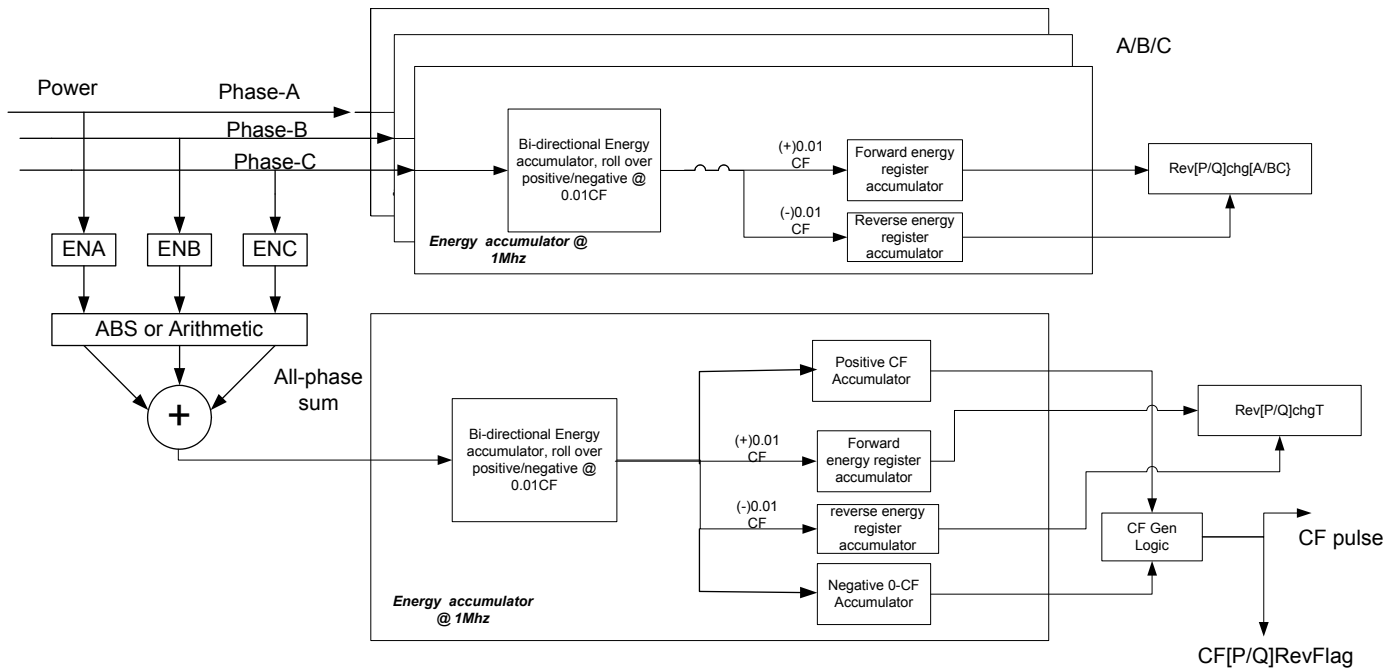 A/B/C
Power
Phase-A
Phase-B
Phase-C
Bi-directional Energy
accumulator, roll over
positive/negative @
0.01CF
(+)0.01
CF
Forward energy
register
accumulator
Rev[P/Q]chg[A/BC}
(-)0.01
CF
Reverse energy
register
accumulator
Energy accumulator @
1Mhz
ENA
ENB
ENC
ABS or Arithmetic
All-phase
sum
+
Bi-directional Energy
accumulator, roll over
positive/negative @
0.01CF
Positive CF
Accumulator
(+)0.01
CF
Forward
energy register
accumulator
Rev[P/Q]chgT
(-)0.01
CF
reverse energy
register
accumulator
CF Gen
Logic
CF pulse
Negative 0-CF
Accumulator
Energy accumulator
@ 1Mhz
CF[P/Q]RevFlag